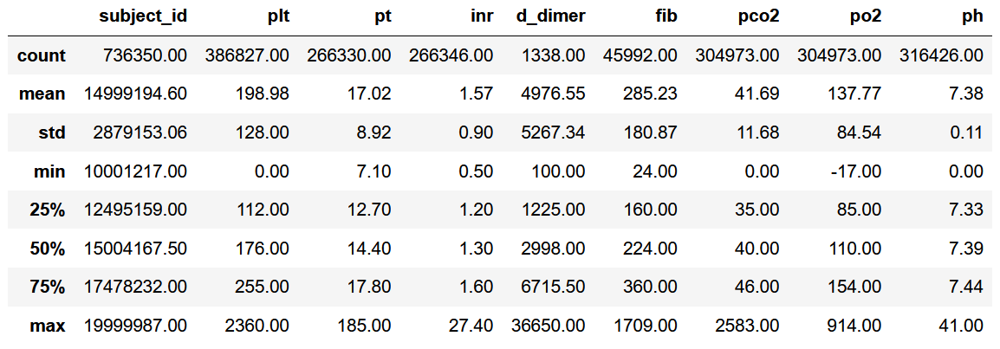 subject_id plt pt inr d_dimer fib pco2 po2 ph
count 736350.00 386827.00 266330.00 266346.00 1338.00 45992.00 304973.00 304973.00 316426.00
mean 14999194.60 198.98 17.02 1.57 4976.55 285.23 41.69 137.77 7.38
std 2879153.06 128.00 8.92 0.90 5267.34 180.87 11.68 84.54 0.11
min 10001217.00 0.00 7.10 0.50 100.00 24.00 0.00 -17.00 0.00
25% 12495159.00 112.00 12.70 1.20 1225.00 160.00 35.00 85.00 7.33
50% 15004167.50 176.00 14.40 1.30 2998.00 224.00 40.00 110.00 7.39
75% 17478232.00 255.00 17.80 1.60 6715.50 360.00 46.00 154.00 7.44
max 19999987.00 2360.00 185.00 27.40 36650.00 1709.00 2583.00 914.00 41.00